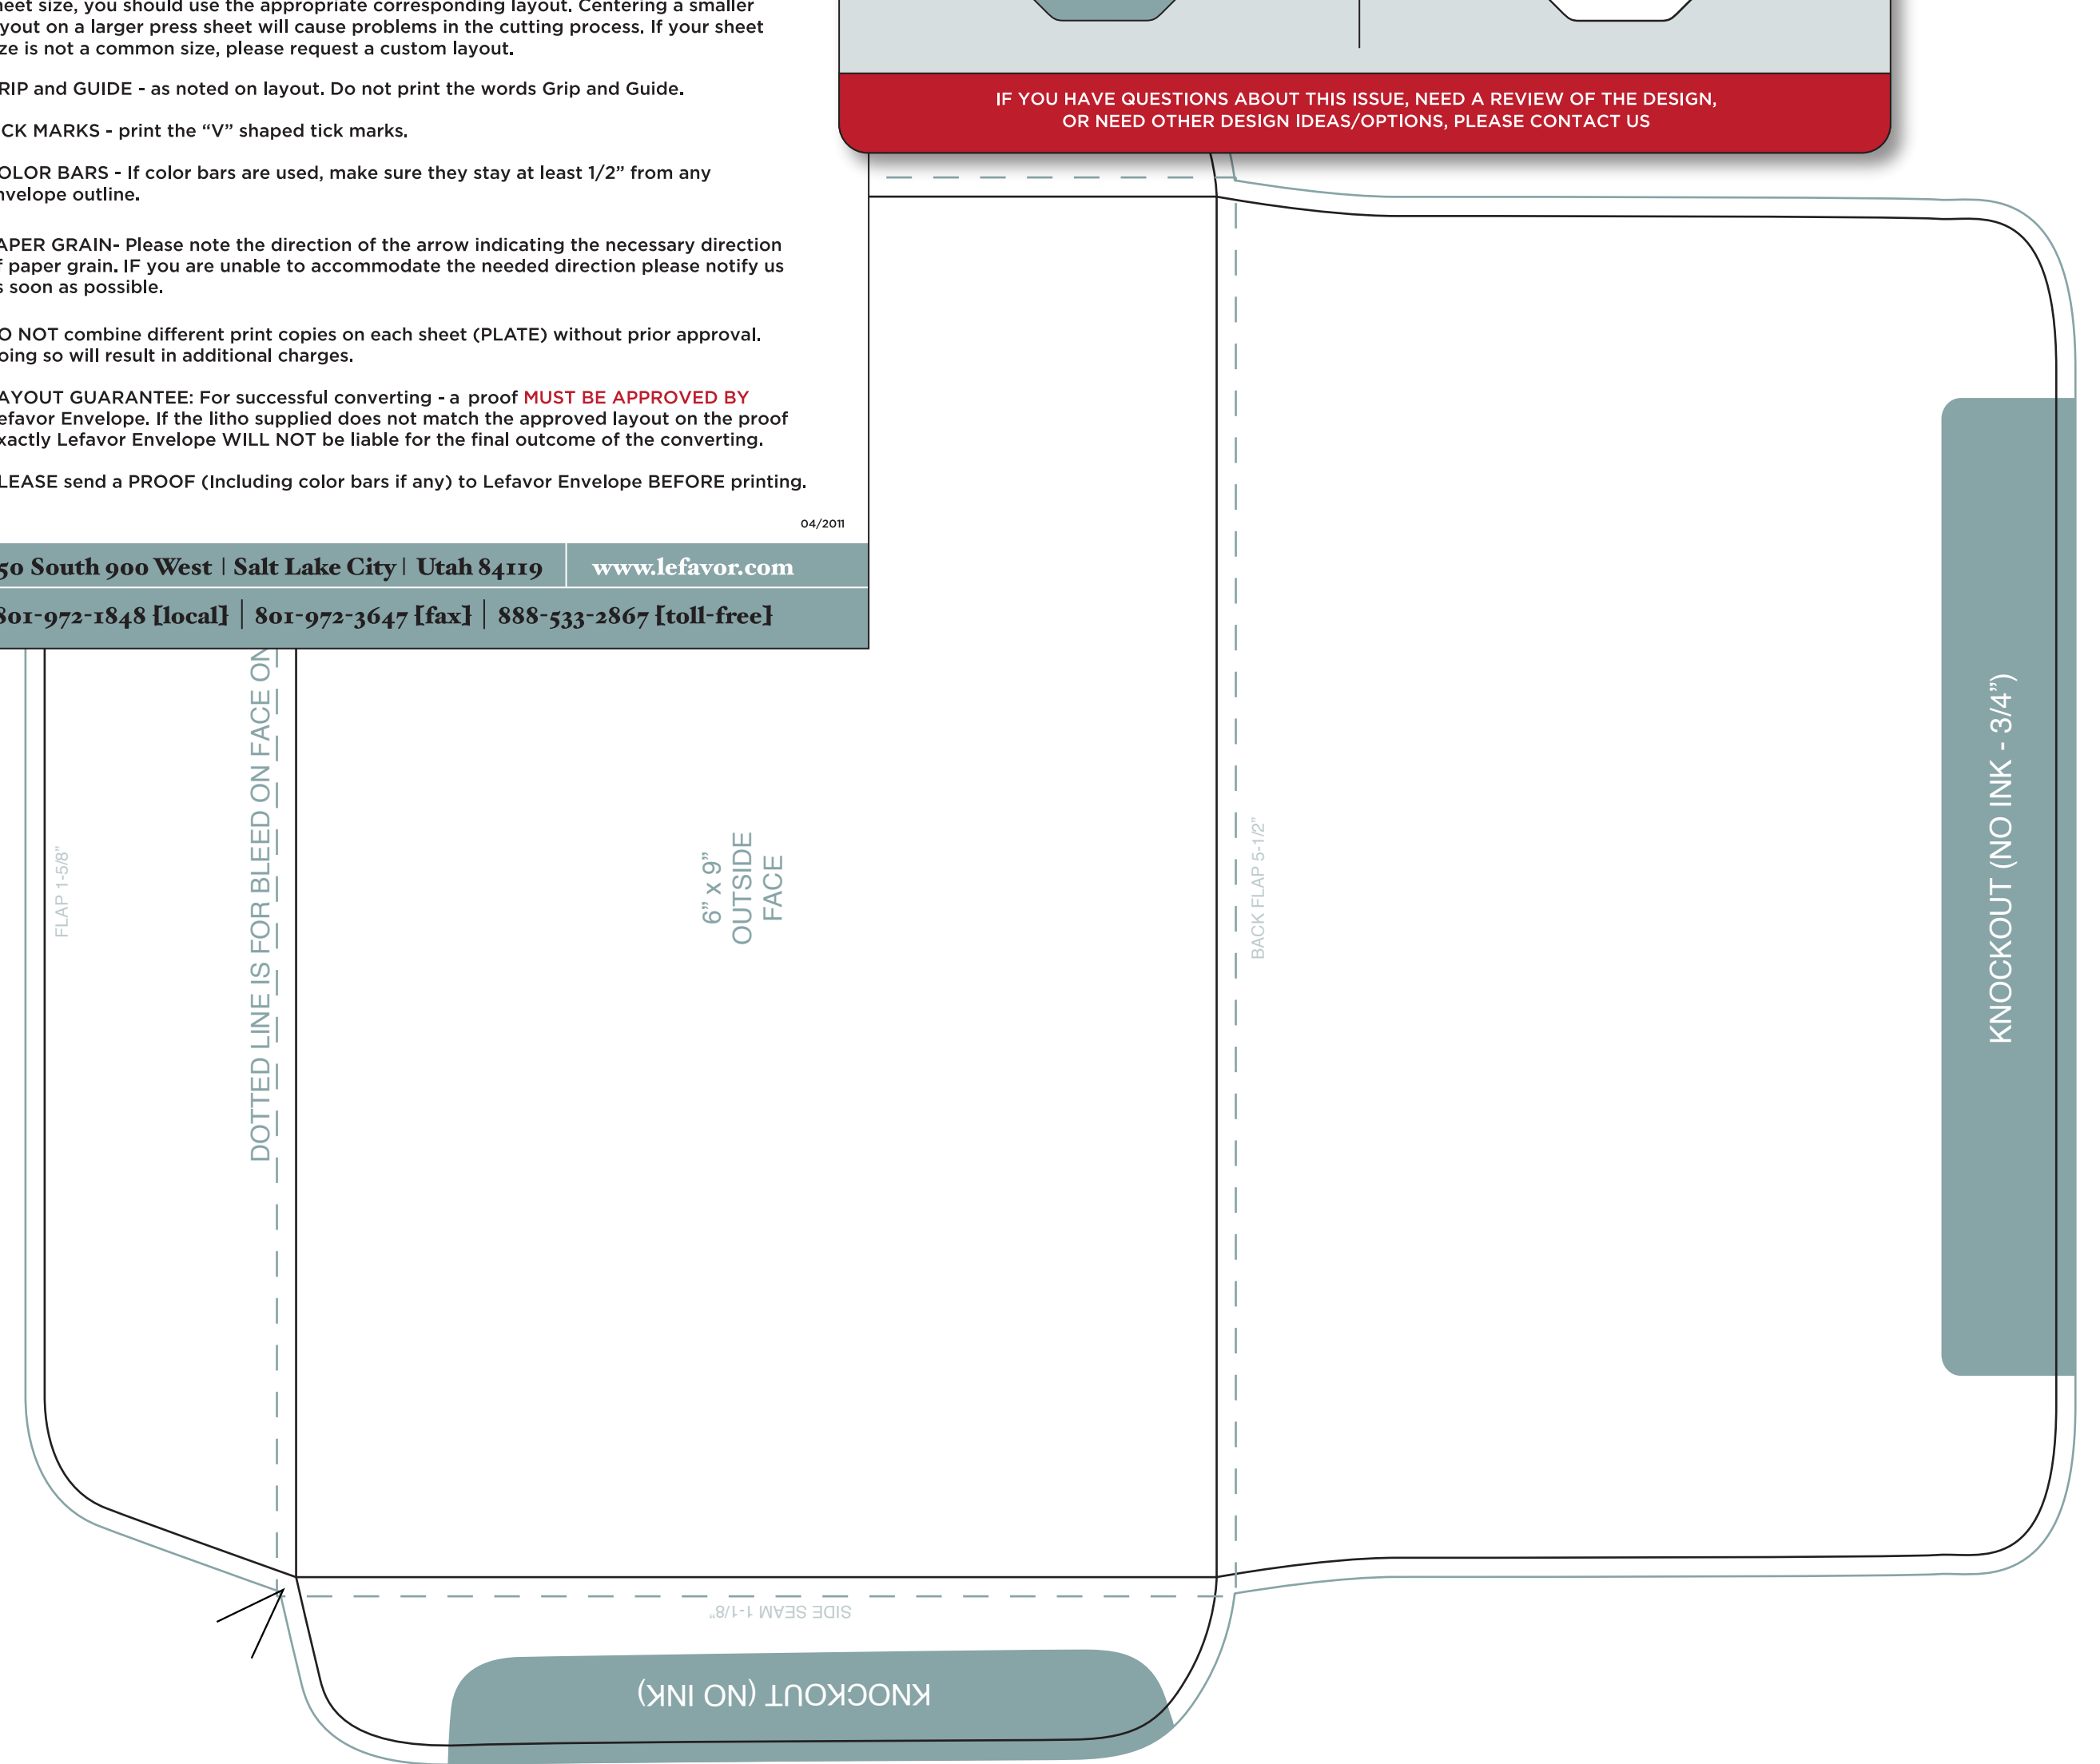 heet size, you should use the appropriate corresponding layout. Centering a smaller
yout on a larger press sheet will cause problems in the cutting process. If your sheet
ze is not a common size, please request a custom layout.
RIP and GUIDE - as noted on layout. Do not print the words Grip and Guide.
CK MARKS - print the “V” shaped tick marks.
OLOR BARS - If color bars are used, make sure they stay at least 1/2” from any
nvelope outline.
APER GRAIN- Please note the direction of the arrow indicating the necessary direction
f paper grain. IF you are unable to accommodate the needed direction please notify us
s soon as possible.
O NOT combine different print copies on each sheet (PLATE) without prior approval.
oing so will result in additional charges.
AYOUT GUARANTEE: For successful converting - a proof MUST BE APPROVED BY
efavor Envelope. If the litho supplied does not match the approved layout on the proof
xactly Lefavor Envelope WILL NOT be liable for the final outcome of the converting.
LEASE send a PROOF (Including color bars if any) to Lefavor Envelope BEFORE printing.
04/2011
50 South 900 West | Salt Lake City | Utah 84119
www.lefavor.com
801-972-1848 {local} | 801-972-3647 {fax} | 888-533-2867 {toll-free}
IF YOU HAVE QUESTIONS ABOUT THIS ISSUE, NEED A REVIEW OF THE DESIGN,
OR NEED OTHER DESIGN IDEAS/OPTIONS, PLEASE CONTACT US
FLAP 1-5/8”
DOTTED LINE IS FOR BLEED ON FACE ON
6” x 9”
OUTSIDE
FACE
BACK FLAP 5-1/2”
KNOCKOUT (NO INK - 3/4”)
SIDE SEAM 1-1/8”
KNOCKOUT (NO INK)